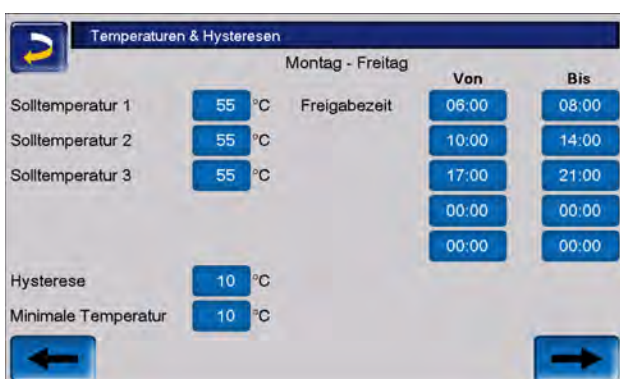 Temperaturen & Hysteresen
Montag - Freitag
Von Bis
Solltemperatur 1 55 °C Freigabezeit 06:00 08:00
Solltemperatur 2 55 °C 10:00 14:00
Solltemperatur 3 55 °C 17:00 21:00
00:00 00:00
00:00 00:00
Hysterese 10 °C
Minimale Temperatur 10 °C